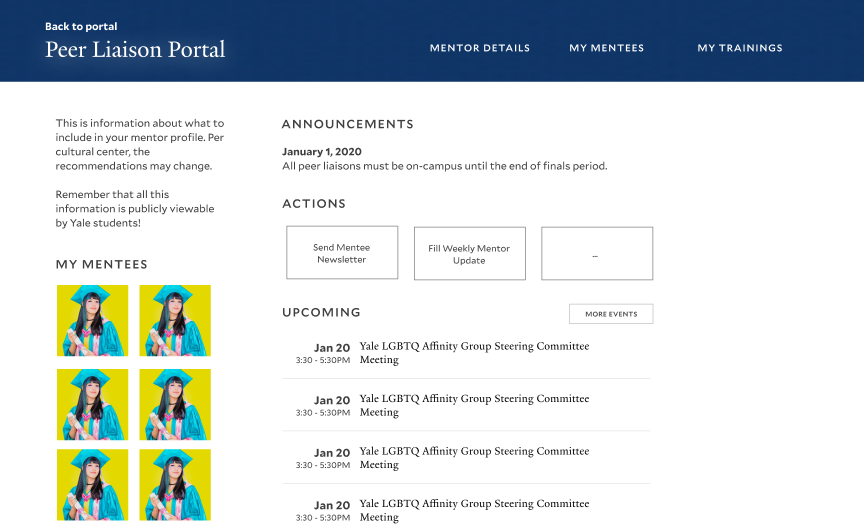 Back to portal
Peer Liaison Portal
MENTOR DETAILS
MY MENTEES
MY TRAININGS
This is information about what to
include in your mentor profile. Per
cultural center, the
recommendations may change.
Remember that all this
information is publicly viewable
by Yale students!
MY MENTEES
ANNOUNCEMENTS
January 1, 2020
All peer liaisons must be on-campus until the end of finals period.
ACTIONS
Send Mentee
Newsletter
Fill Weekly Mentor
Update
...
UPCOMING
MORE EVENTS
Jan 20 Yale LGBTQ Affinity Group Steering Committee
3:30 - 5:30PM Meeting
Jan 20 Yale LGBTQ Affinity Group Steering Committee
3:30 - 5:30PM Meeting
Jan 20 Yale LGBTQ Affinity Group Steering Committee
3:30 - 5:30PM Meeting
Jan 20 Yale LGBTQ Affinity Group Steering Committee
3:30 - 5:30PM Meeting